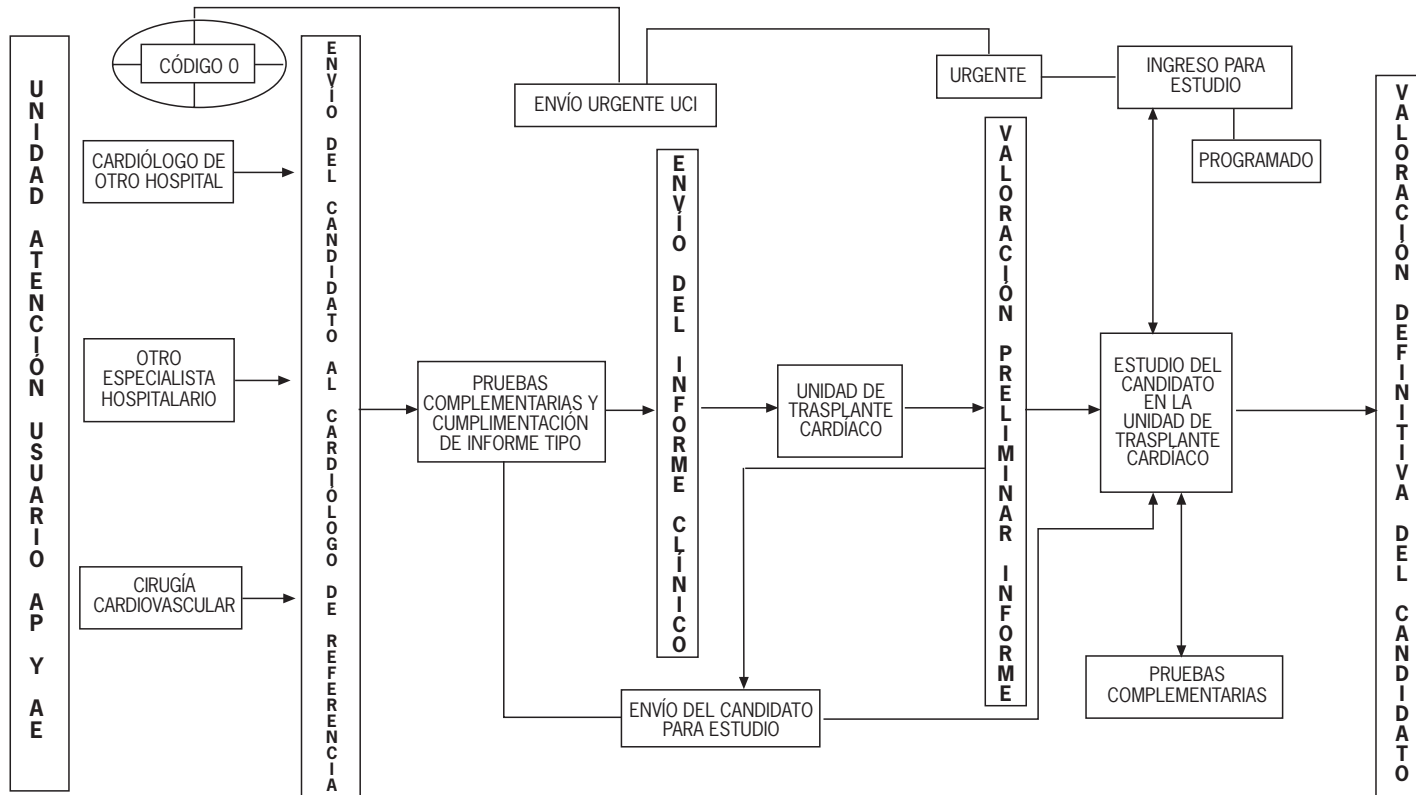 UNIDAD ATENCIÓN USUARIO AP Y AE
CÓDIGO 0
CARDIÓLOGO DE
OTRO HOSPITAL
OTRO
ESPECIALISTA
HOSPITALARIO
CIRUGÍA
CARDIOVASCULAR
ENVÍO DEL CANDIDATO AL CARDIÓLOGO DE REFERENCIA
PRUEBAS
COMPLEMENTARIAS Y
CUMPLIMENTACIÓN
DE INFORME TIPO
ENVÍO URGENTE UCI
ENVÍO DEL INFORME CLÍNICO
UNIDAD DE
TRASPLANTE
CARDÍACO
ENVÍO DEL CANDIDATO
PARA ESTUDIO
URGENTE
VALORACIÓN PRELIMINAR INFORME
INGRESO PARA
ESTUDIO
PROGRAMADO
ESTUDIO DEL
CANDIDATO
EN LA
UNIDAD DE
TRASPLANTE
CARDÍACO
PRUEBAS
COMPLEMENTARIAS
VALORACIÓN DEFINITIVA DEL CANDIDATO